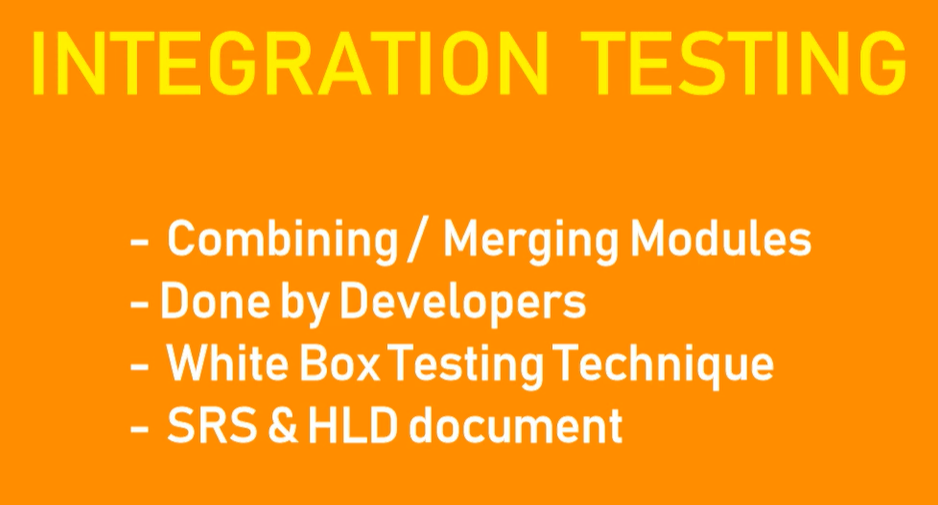 INTEGRATION TESTING
- Combining / Merging Modules
- Done by Developers
- White Box Testing Technique
- SRS & HLD document